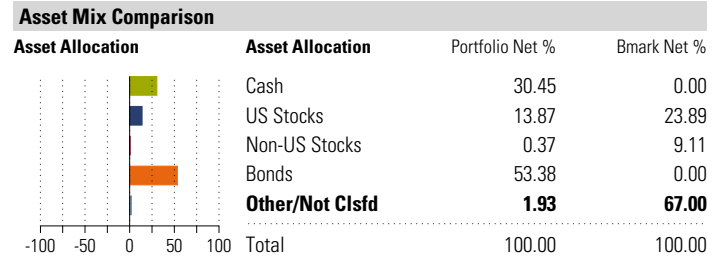 Asset Mix Comparison
Asset Allocation Asset Allocation Portfolio Net % Bmark Net %
Cash 30.45 0.00
US Stocks 13.87 23.89
Non-US Stocks 0.37 9.11
Bonds 53.38 0.00
Other/Not Clsfd 1.93 67.00
-100 -50 0 50 100 Total 100.00 100.00